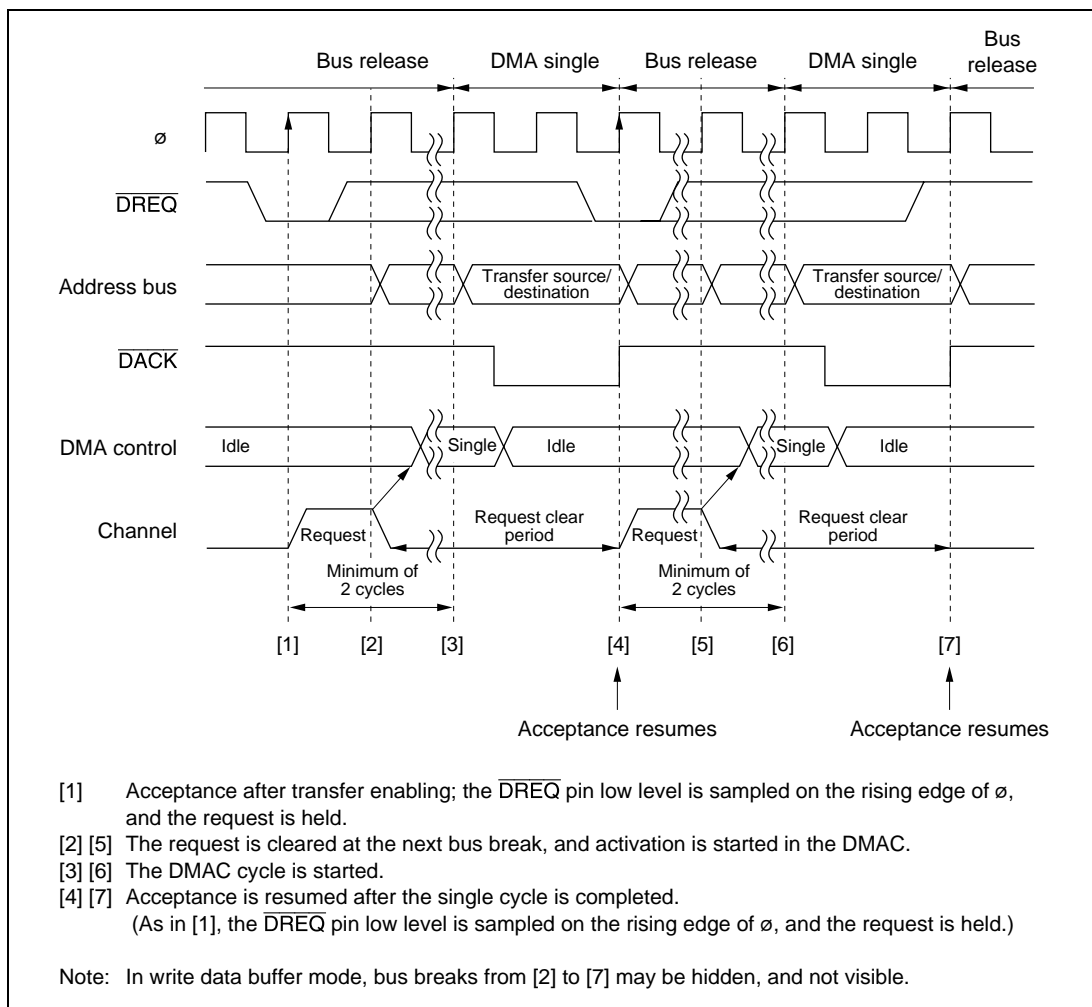 Bus release DMA single Bus release DMA single Bus release
ø
DREQ
Address bus Transfer source/ destination Transfer source/ destination
DACK
DMA control Idle Single Idle Single Idle
Channel Request Request clear period Request Request clear period
Minimum of 2 cycles Minimum of 2 cycles
[1] [2] [3] [4] [5] [6] [7]
Acceptance resumes Acceptance resumes
[1] Acceptance after transfer enabling; the DREQ pin low level is sampled on the rising edge of ø,
and the request is held.
[2] [5] The request is cleared at the next bus break, and activation is started in the DMAC.
[3] [6] The DMAC cycle is started.
[4] [7] Acceptance is resumed after the single cycle is completed.
(As in [1], the DREQ pin low level is sampled on the rising edge of ø, and the request is held.)
Note: In write data buffer mode, bus breaks from [2] to [7] may be hidden, and not visible.